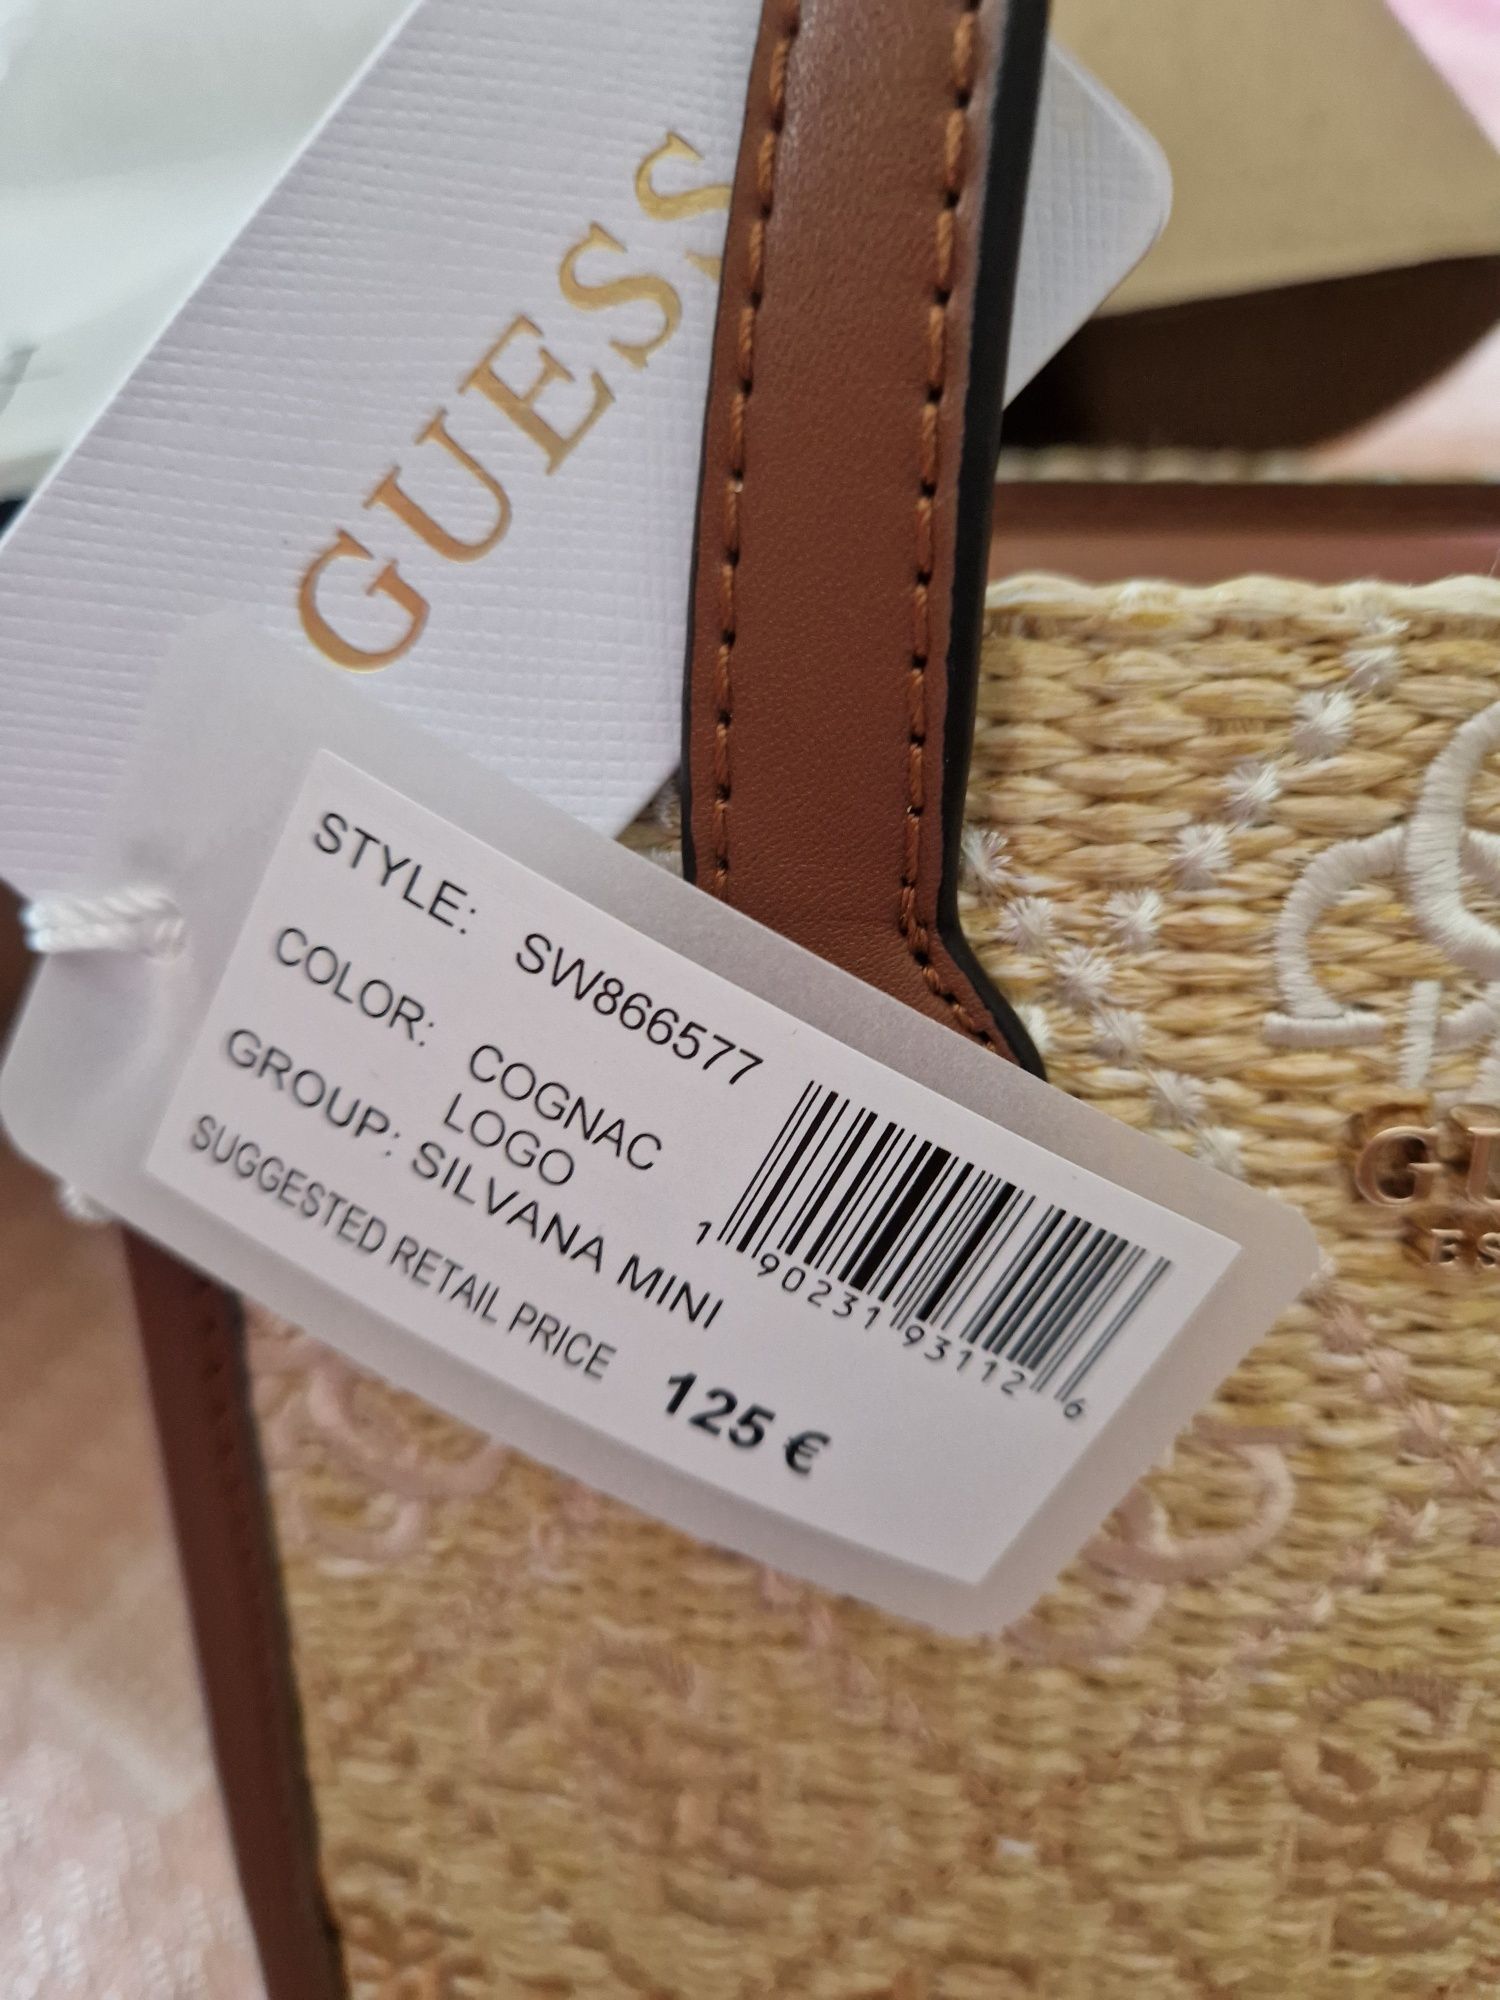 GUESS
STYLE: SW866577
COLOR: COGNAC
LOGO
GROUP: SILVANA MINI
SUGGESTED RETAIL PRICE 125 €
1 90231 93112 6